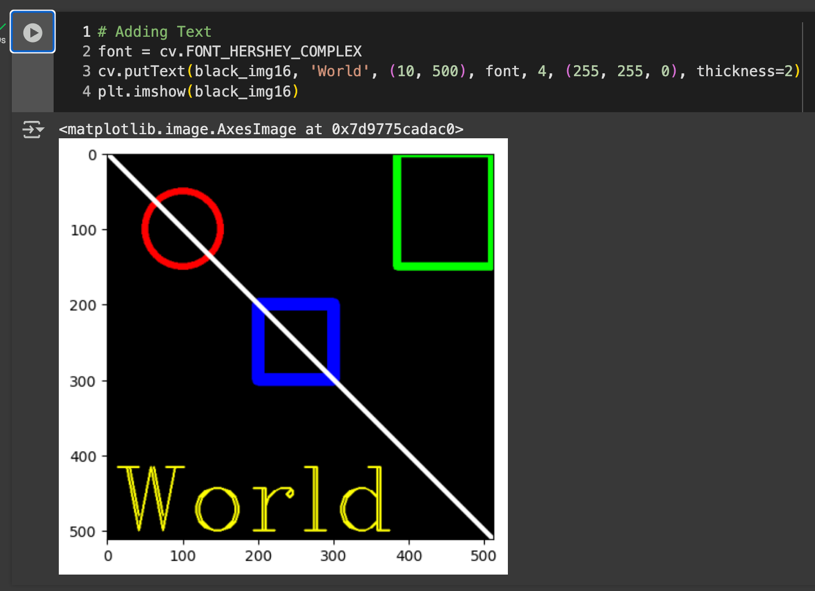 1 # Adding Text
2 font = cv.FONT_HERSHEY_COMPLEX
3 cv.putText(black_img16, 'World', (10, 500), font, 4, (255, 255, 0), thickness=2)
4 plt.imshow(black_img16)
<matplotlib.image.AxesImage at 0x7d9775cadac0>
0
100
200
300
400
500
World
0 100 200 300 400 500